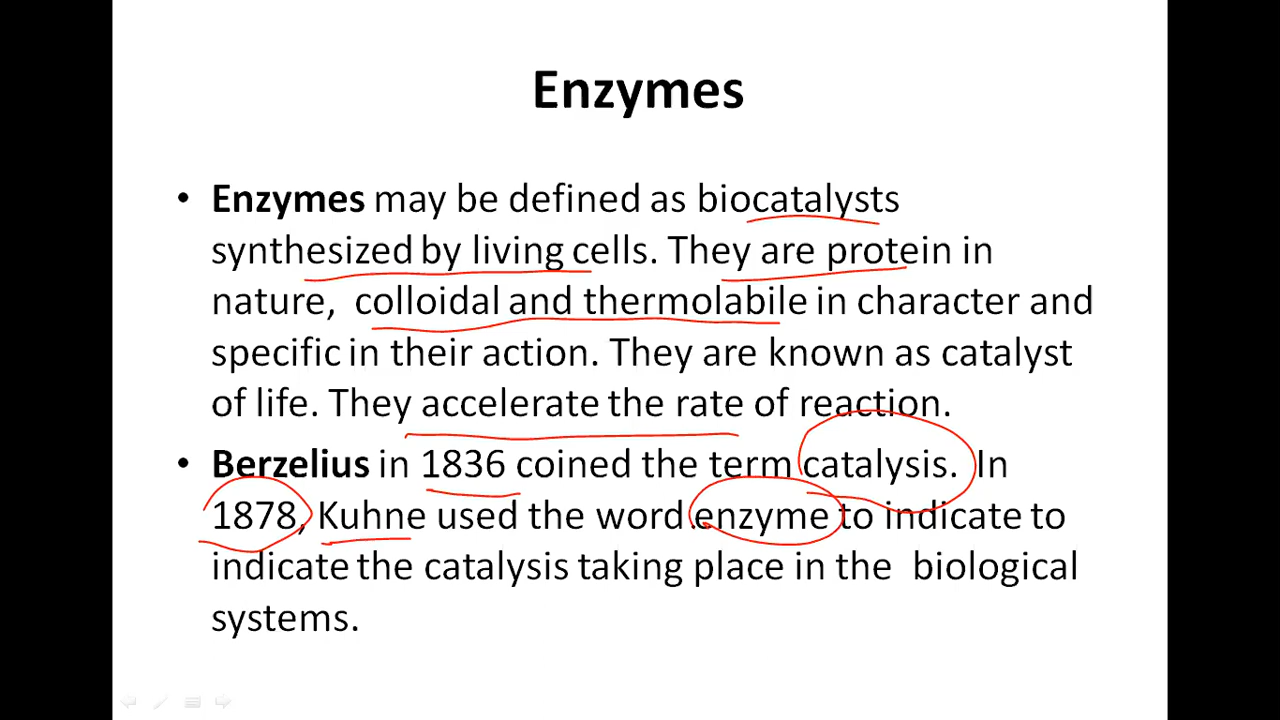 Enzymes
• Enzymes may be defined as biocatalysts
synthesized by living cells. They are protein in
nature, colloidal and thermolabile in character and
specific in their action. They are known as catalyst
of life. They accelerate the rate of reaction.
• Berzelius in 1836 coined the term catalysis. In
1878, Kuhne used the word enzyme to indicate to
indicate the catalysis taking place in the biological
systems.